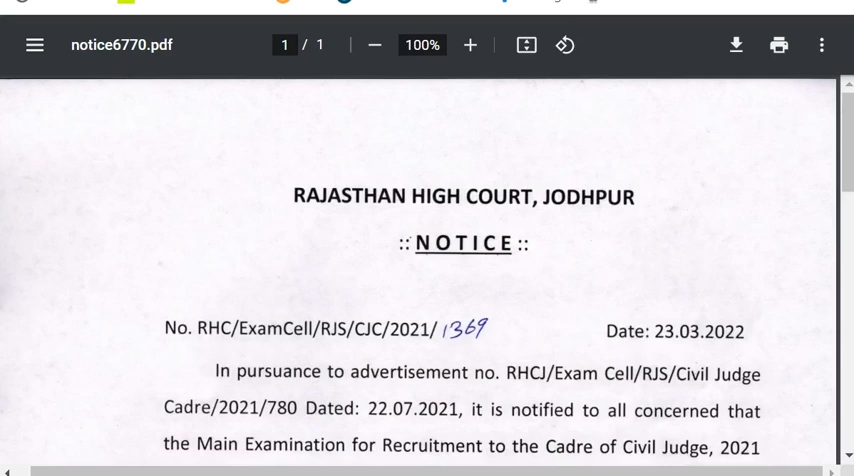 notice6770.pdf
1 / 1
100%
RAJASTHAN HIGH COURT, JODHPUR
:: N O T I C E ::
No. RHC/ExamCell/RJS/CJC/2021/ 1369 Date: 23.03.2022
In pursuance to advertisement no. RHCJ/Exam Cell/RJS/Civil Judge
Cadre/2021/780 Dated: 22.07.2021, it is notified to all concerned that
the Main Examination for Recruitment to the Cadre of Civil Judge, 2021